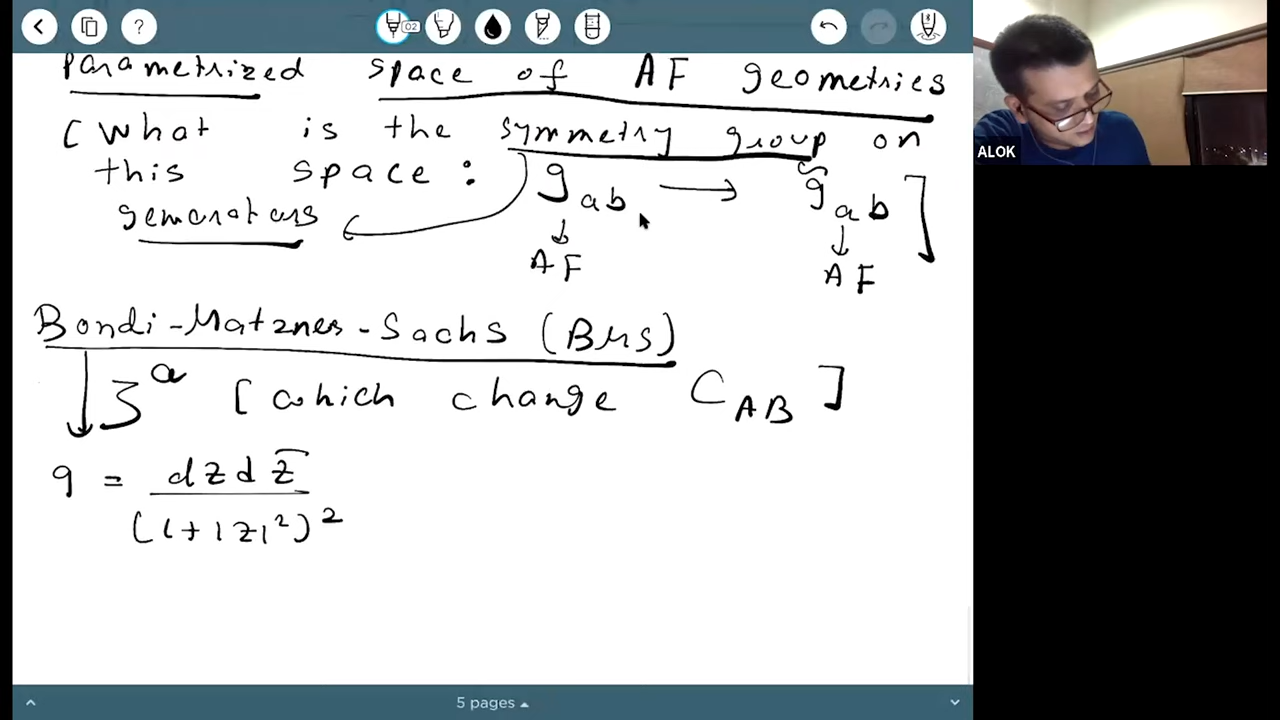 parametrized space of AF geometries
[What is the symmetry group on
this space : g_ab → g̃_ab ]
generators
AF AF
Bondi-Matzner-Sachs (BMS)
ξ^a [which change C_AB]
q = dz dz̄ / (1+|z|²)²
02
?
ALOK
5 pages